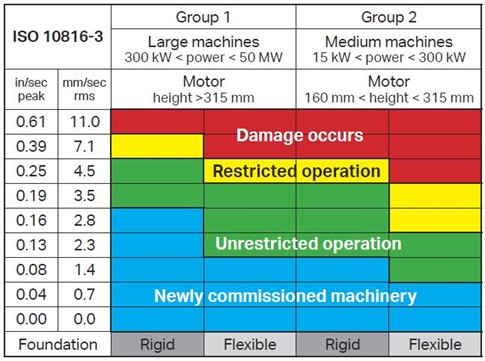 ISO 10816-3 Group 1 Group 2
Large machines Medium machines
300 kW < power < 50 MW 15 kW < power < 300 kW
in/sec mm/sec Motor Motor
peak rms height >315 mm 160 mm < height < 315 mm
0.61 11.0
Damage occurs
0.39 7.1
0.25 4.5 Restricted operation
0.19 3.5
0.16 2.8
0.13 2.3 Unrestricted operation
0.08 1.4
0.04 0.7 Newly commissioned machinery
0.00 0.0
Foundation Rigid Flexible Rigid Flexible